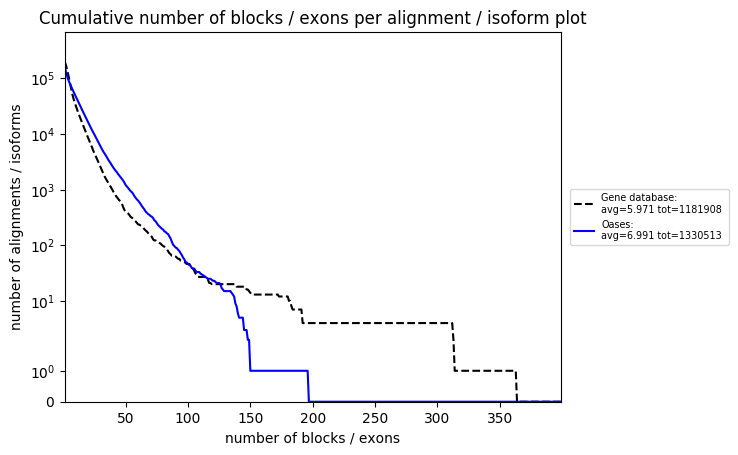 Cumulative number of blocks / exons per alignment / isoform plot
number of alignments / isoforms
10^5
10^4
10^3
10^2
10^1
10^0
0
50 100 150 200 250 300 350
number of blocks / exons
Gene database:
avg=5.971 tot=1181908
Oases:
avg=6.991 tot=1330513